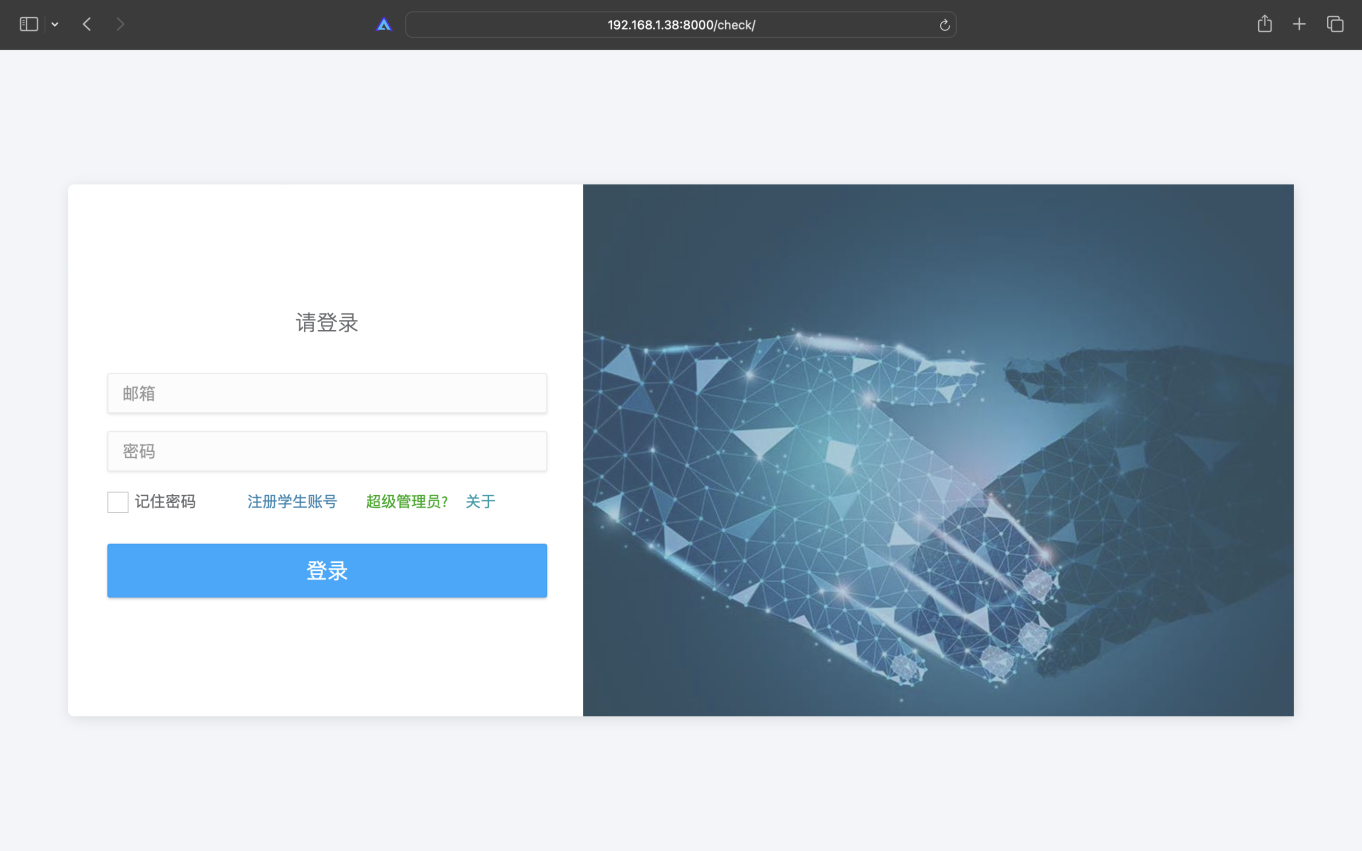 192.168.1.38:8000/check/
请登录
邮箱
密码
记住密码 注册学生账号 超级管理员? 关于
登录